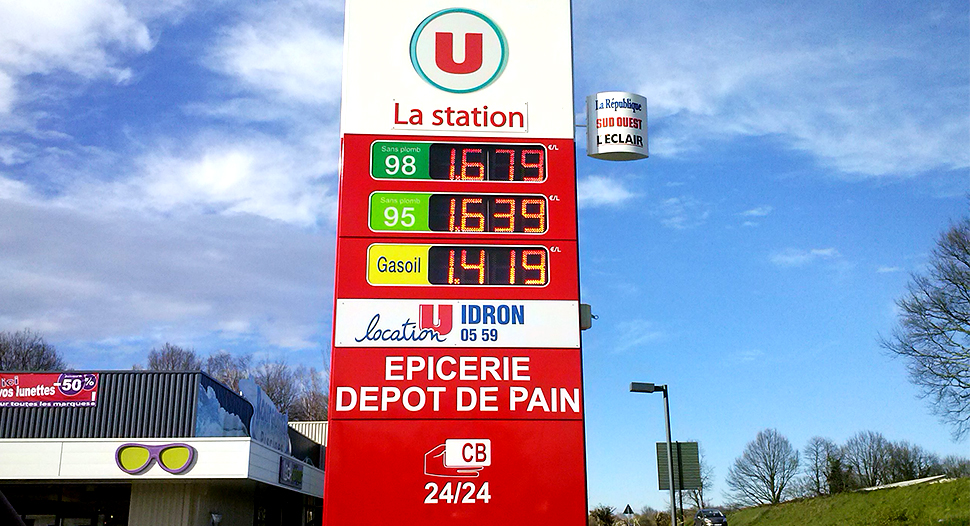 U
La station
Sans plomb
98 1.679 €/L
Sans plomb
95 1.639 €/L
Gasoil 1.419 €/L
location U IDRON
05 59
EPICERIE
DEPOT DE PAIN
CB
24/24
La République
SUD OUEST
L'ECLAIR
vos lunettes -50%
sur toutes les marques